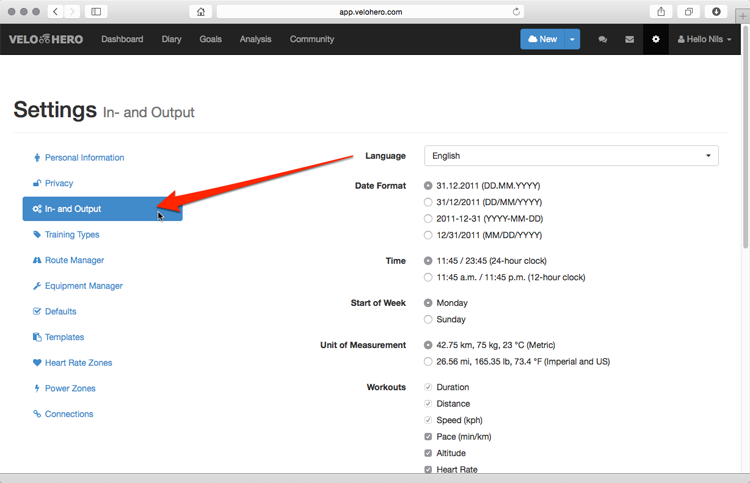 app.velohero.com
VELO HERO Dashboard Diary Goals Analysis Community New Hello Nils
Settings In- and Output
Personal Information
Privacy
In- and Output
Training Types
Route Manager
Equipment Manager
Defaults
Templates
Heart Rate Zones
Power Zones
Connections
Language English
Date Format 31.12.2011 (DD.MM.YYYY)
31/12/2011 (DD/MM/YYYY)
2011-12-31 (YYYY-MM-DD)
12/31/2011 (MM/DD/YYYY)
Time 11:45 / 23:45 (24-hour clock)
11:45 a.m. / 11:45 p.m. (12-hour clock)
Start of Week Monday
Sunday
Unit of Measurement 42.75 km, 75 kg, 23 °C (Metric)
26.56 mi, 165.35 lb, 73.4 °F (Imperial and US)
Workouts Duration
Distance
Speed (kph)
Pace (min/km)
Altitude
Heart Rate